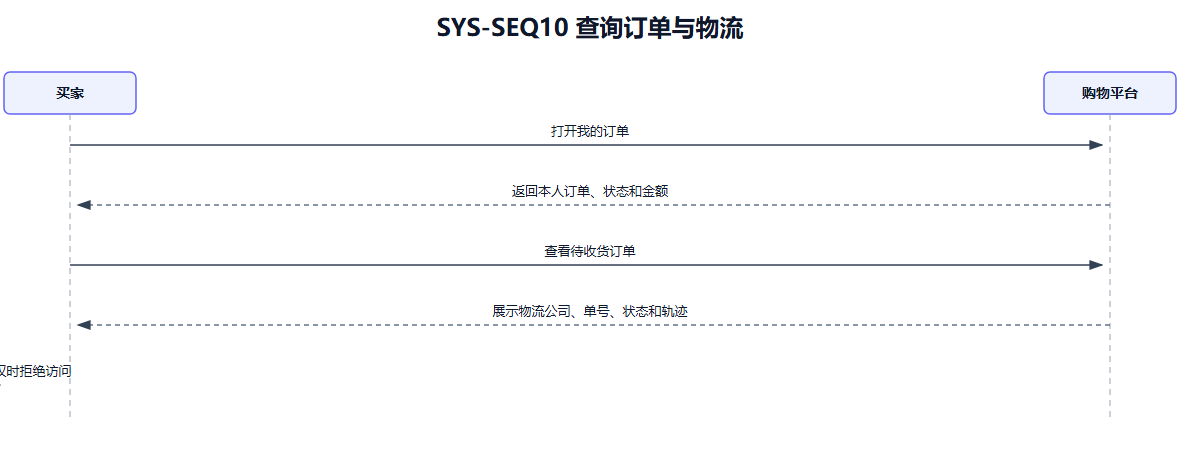 SYS-SEQ10 查询订单与物流
买家
购物平台
打开我的订单
返回本人订单、状态和金额
查看待收货订单
展示物流公司、单号、状态和轨迹
时拒绝访问